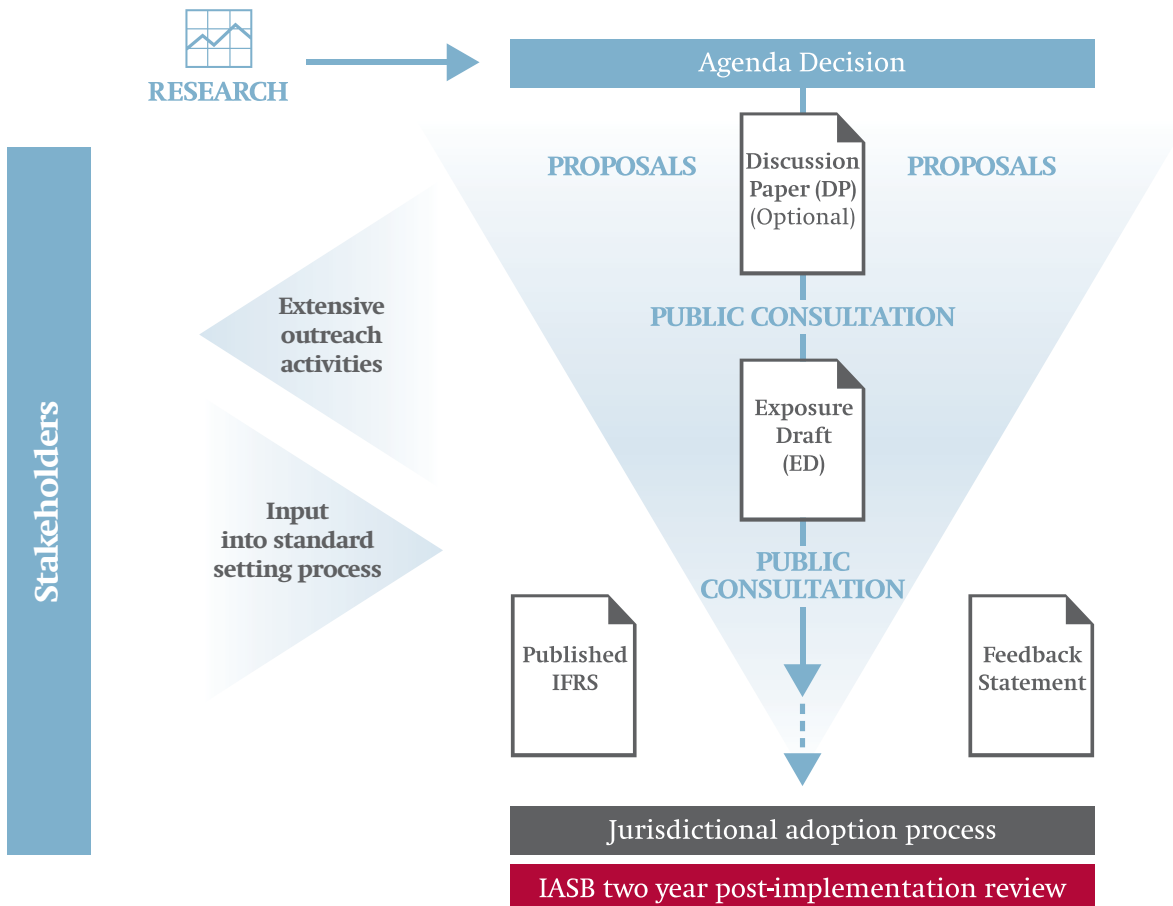 RESEARCH
Agenda Decision
PROPOSALS
Discussion
Paper (DP)
(Optional)
PROPOSALS
PUBLIC CONSULTATION
Exposure
Draft
(ED)
PUBLIC
CONSULTATION
Stakeholders
Extensive
outreach
activities
Input
into standard
setting process
Published
IFRS
Feedback
Statement
Jurisdictional adoption process
IASB two year post-implementation review